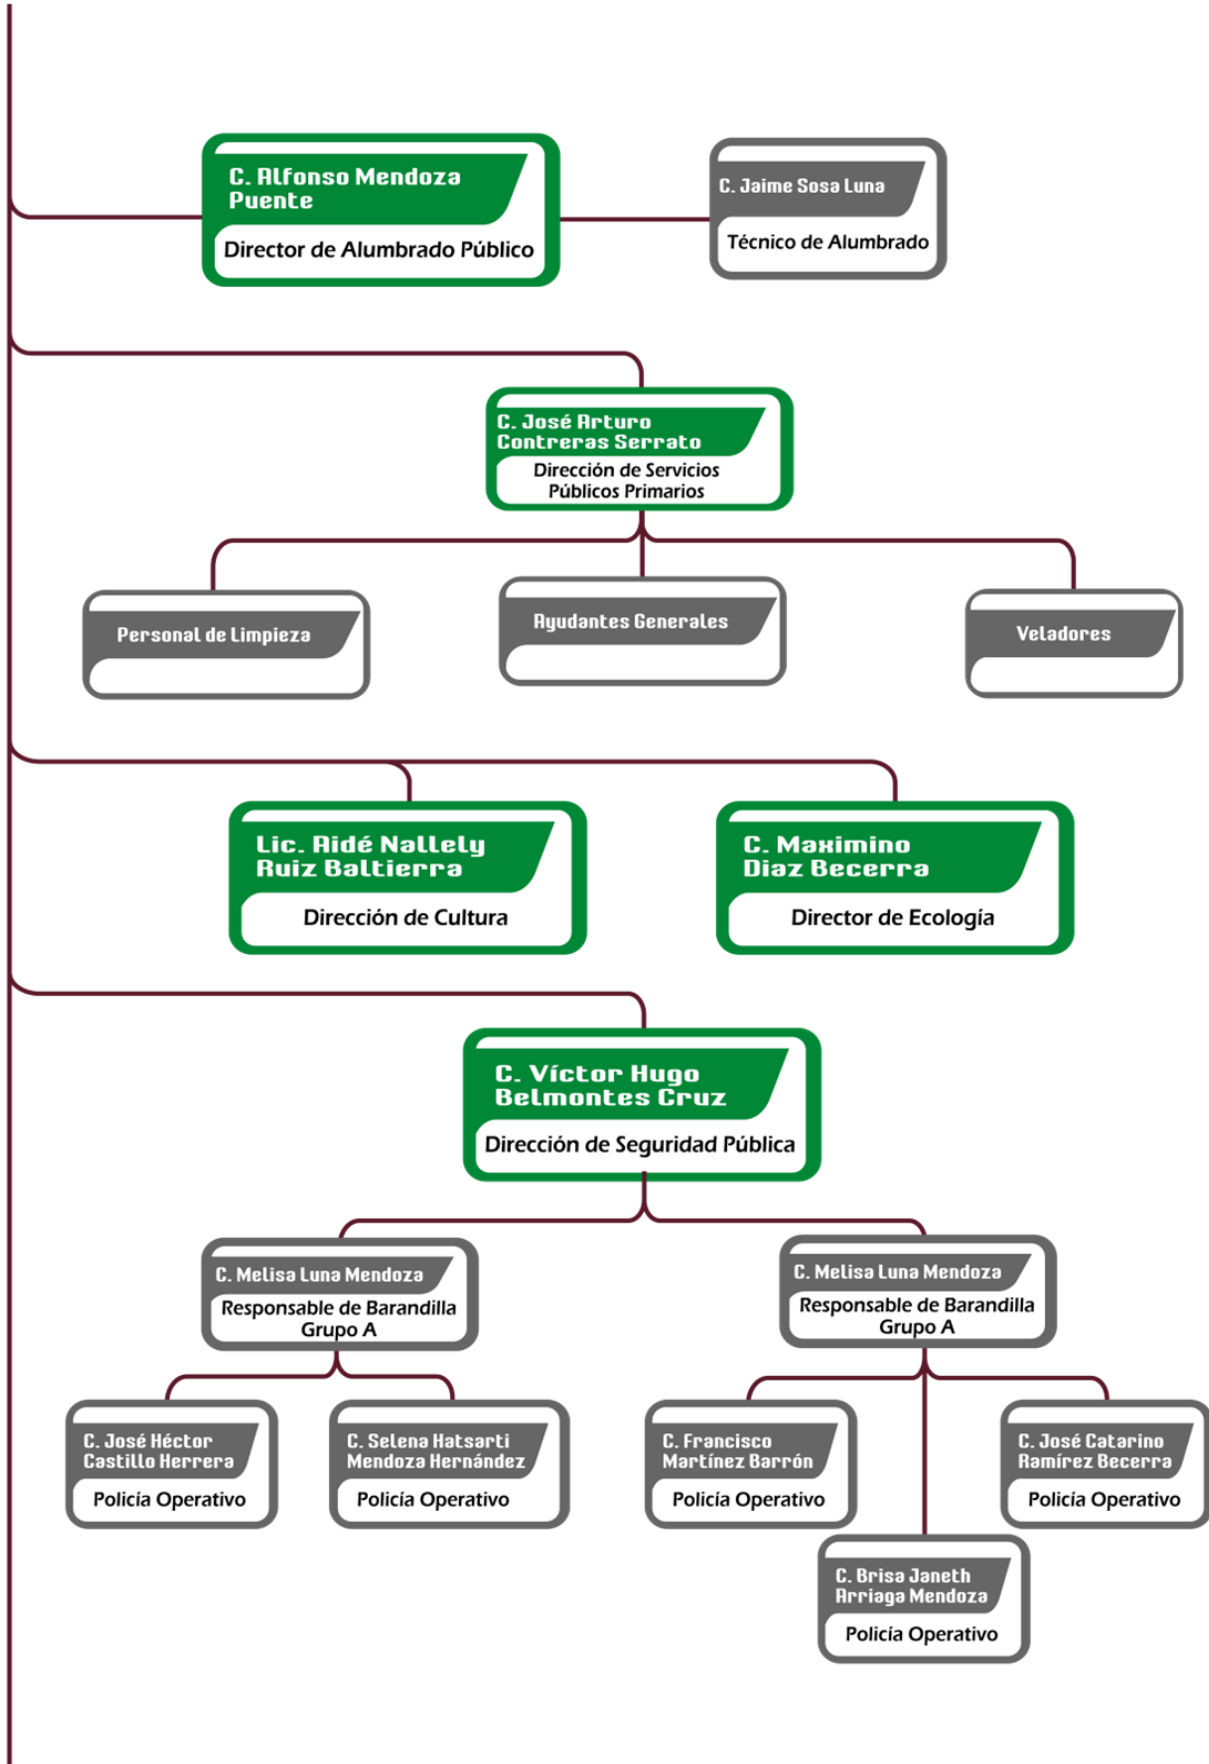 C. Alfonso Mendoza
Puente
Director de Alumbrado Público
C. Jaime Sosa Luna
Técnico de Alumbrado
C. José Arturo
Contreras Serrato
Dirección de Servicios
Públicos Primarios
Personal de Limpieza
Ayudantes Generales
Veladores
Lic. Aidé Nallely
Ruiz Baltierra
Dirección de Cultura
C. Maximino
Diaz Becerra
Director de Ecología
C. Víctor Hugo
Belmontes Cruz
Dirección de Seguridad Pública
C. Melisa Luna Mendoza
Responsable de Barandilla
Grupo A
C. Melisa Luna Mendoza
Responsable de Barandilla
Grupo A
C. José Héctor
Castillo Herrera
Policía Operativo
C. Selena Hatsarti
Mendoza Hernández
Policía Operativo
C. Francisco
Martínez Barrón
Policía Operativo
C. José Catarino
Ramírez Becerra
Policía Operativo
C. Brisa Janeth
Arriaga Mendoza
Policía Operativo